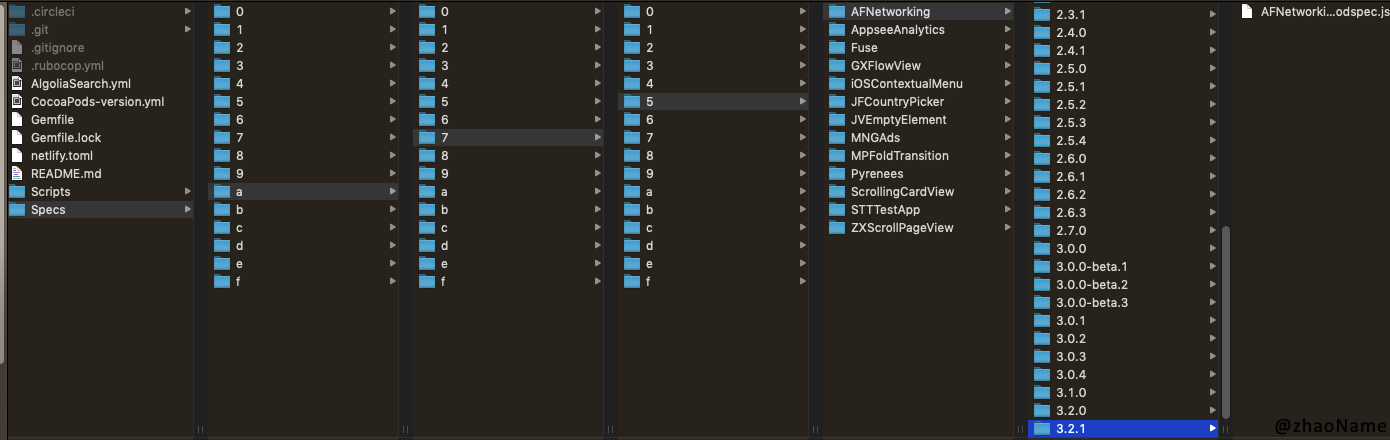 .circleci
.git
.gitignore
.rubocop.yml
AlgoliaSearch.yml
CocoaPods-version.yml
Gemfile
Gemfile.lock
netlify.toml
README.md
Scripts
Specs
0
1
2
3
4
5
6
7
8
9
a
b
c
d
e
f
0
1
2
3
4
5
6
7
8
9
a
b
c
d
e
f
0
1
2
3
4
5
6
7
8
9
a
b
c
d
e
f
AFNetworking
AppseeAnalytics
Fuse
GXFlowView
iOSContextualMenu
JFCountryPicker
JVEmptyElement
MNGAds
MPFoldTransition
Pyrenees
ScrollingCardView
STTTestApp
ZXScrollPageView
2.3.1
2.4.0
2.4.1
2.5.0
2.5.1
2.5.2
2.5.3
2.5.4
2.6.0
2.6.1
2.6.2
2.6.3
2.7.0
3.0.0
3.0.0-beta.1
3.0.0-beta.2
3.0.0-beta.3
3.0.1
3.0.2
3.0.3
3.0.4
3.1.0
3.2.0
3.2.1
AFNetworki...odspec.js
@zhaoName